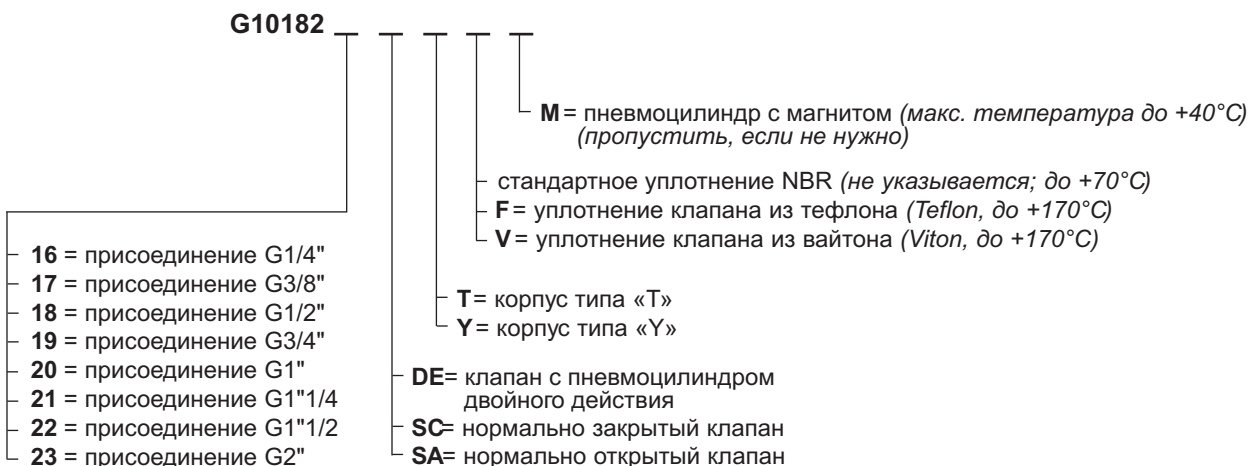 G10182
M = пневмоцилиндр с магнитом (макс. температура до +40°C)
(пропустить, если не нужно)
стандартное уплотнение NBR (не указывается; до +70°C)
F = уплотнение клапана из тефлона (Teflon, до +170°C)
V = уплотнение клапана из вайтона (Viton, до +170°C)
16 = присоединение G1/4"
17 = присоединение G3/8"
18 = присоединение G1/2"
19 = присоединение G3/4"
20 = присоединение G1"
21 = присоединение G1"1/4
22 = присоединение G1"1/2
23 = присоединение G2"
T = корпус типа «T»
Y = корпус типа «Y»
DE= клапан с пневмоцилиндром
двойного действия
SC= нормально закрытый клапан
SA= нормально открытый клапан